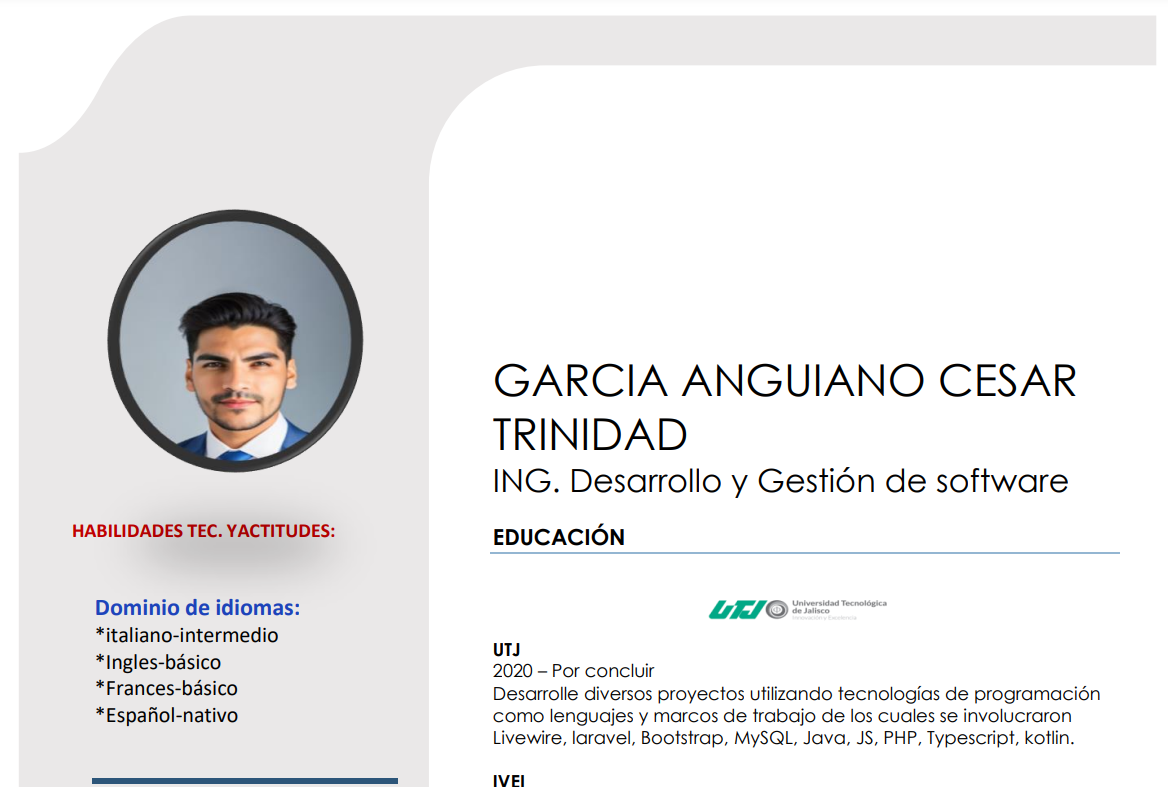 GARCIA ANGUIANO CESAR
TRINIDAD
ING. Desarrollo y Gestión de software
HABILIDADES TEC. YACTITUDES:
Dominio de idiomas:
*italiano-intermedio
*Ingles-básico
*Frances-básico
*Español-nativo
EDUCACIÓN
UTJ Universidad Tecnológica
de Jalisco
Innovación y Excelencia
UTJ
2020 – Por concluir
Desarrolle diversos proyectos utilizando tecnologías de programación
como lenguajes y marcos de trabajo de los cuales se involucraron
Livewire, laravel, Bootstrap, MySQL, Java, JS, PHP, Typescript, kotlin.